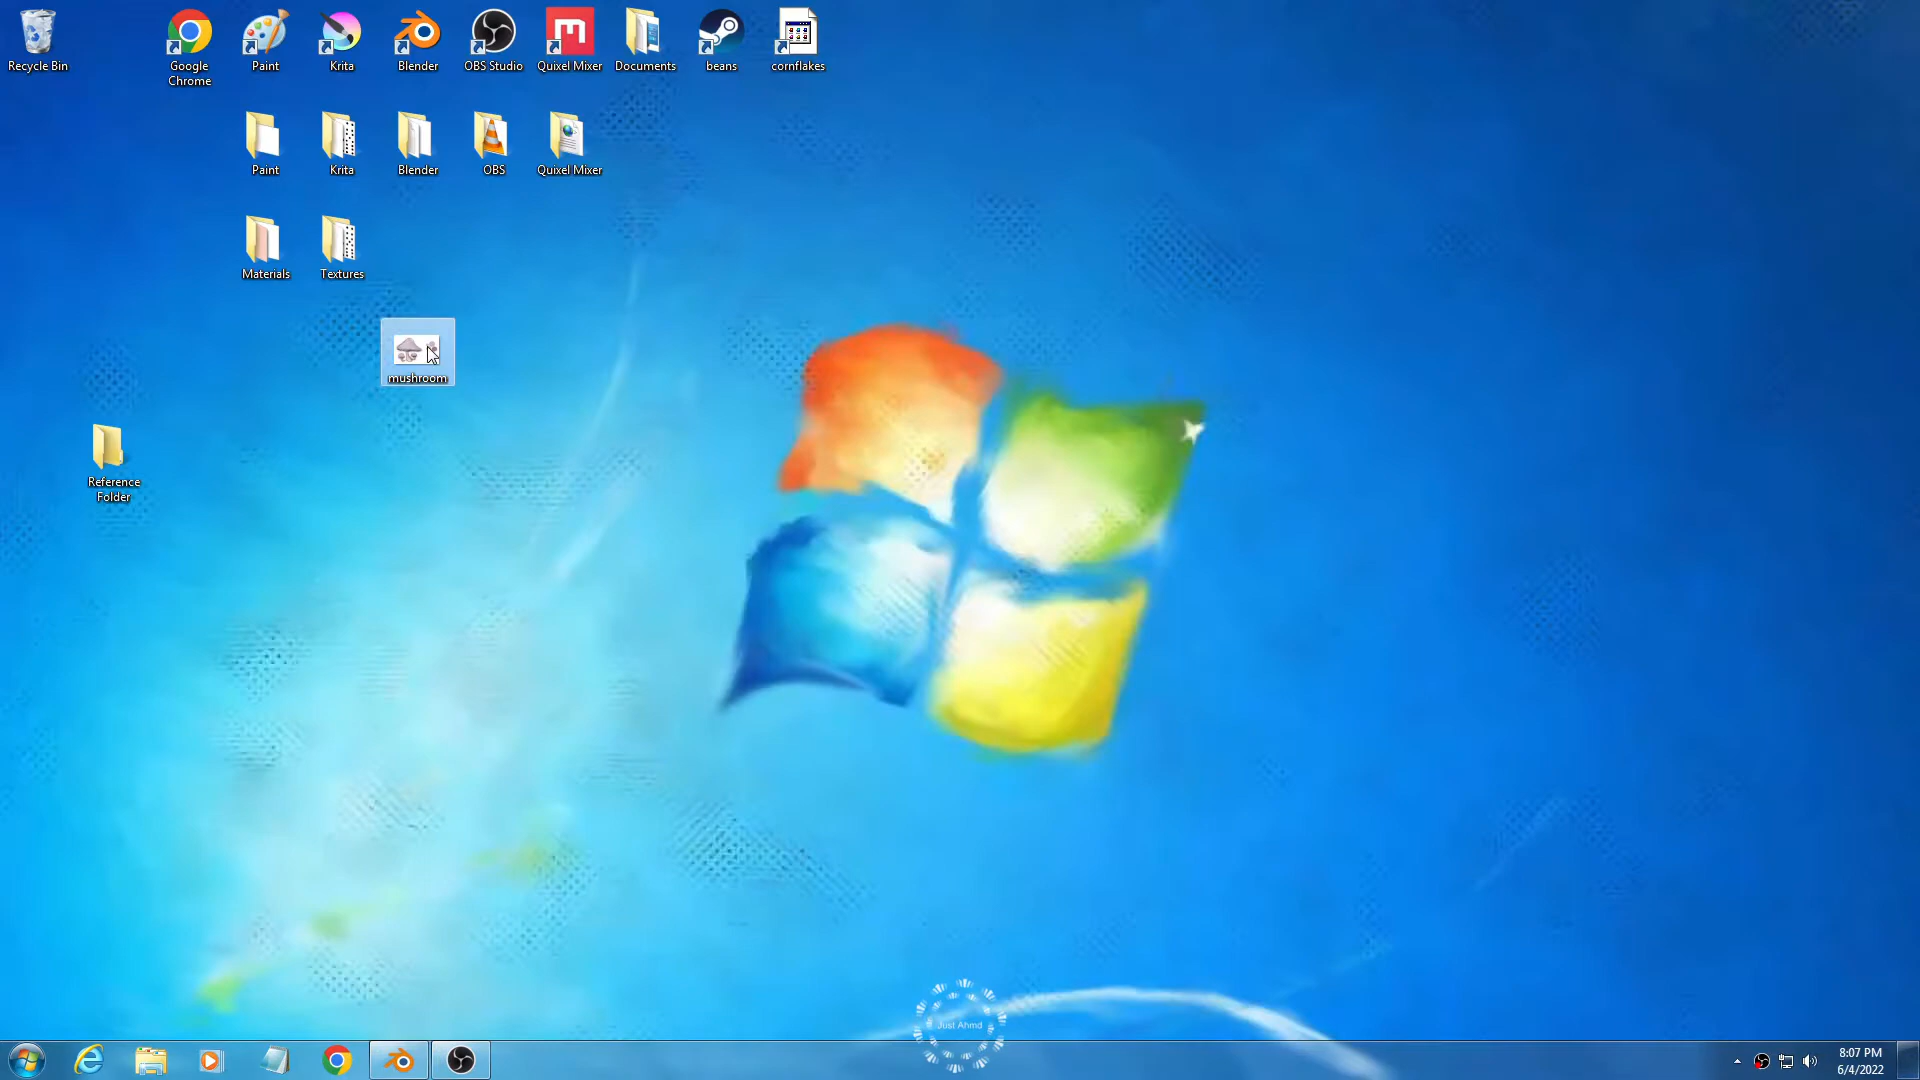 Recycle Bin
Google
Chrome
Paint
Krita
Blender
OBS Studio
Quixel Mixer
Documents
beans
cornflakes
Paint
Krita
Blender
OBS
Quixel Mixer
Materials
Textures
mushroom
Reference
Folder
Just Ahmd
8:07 PM
6/4/2022